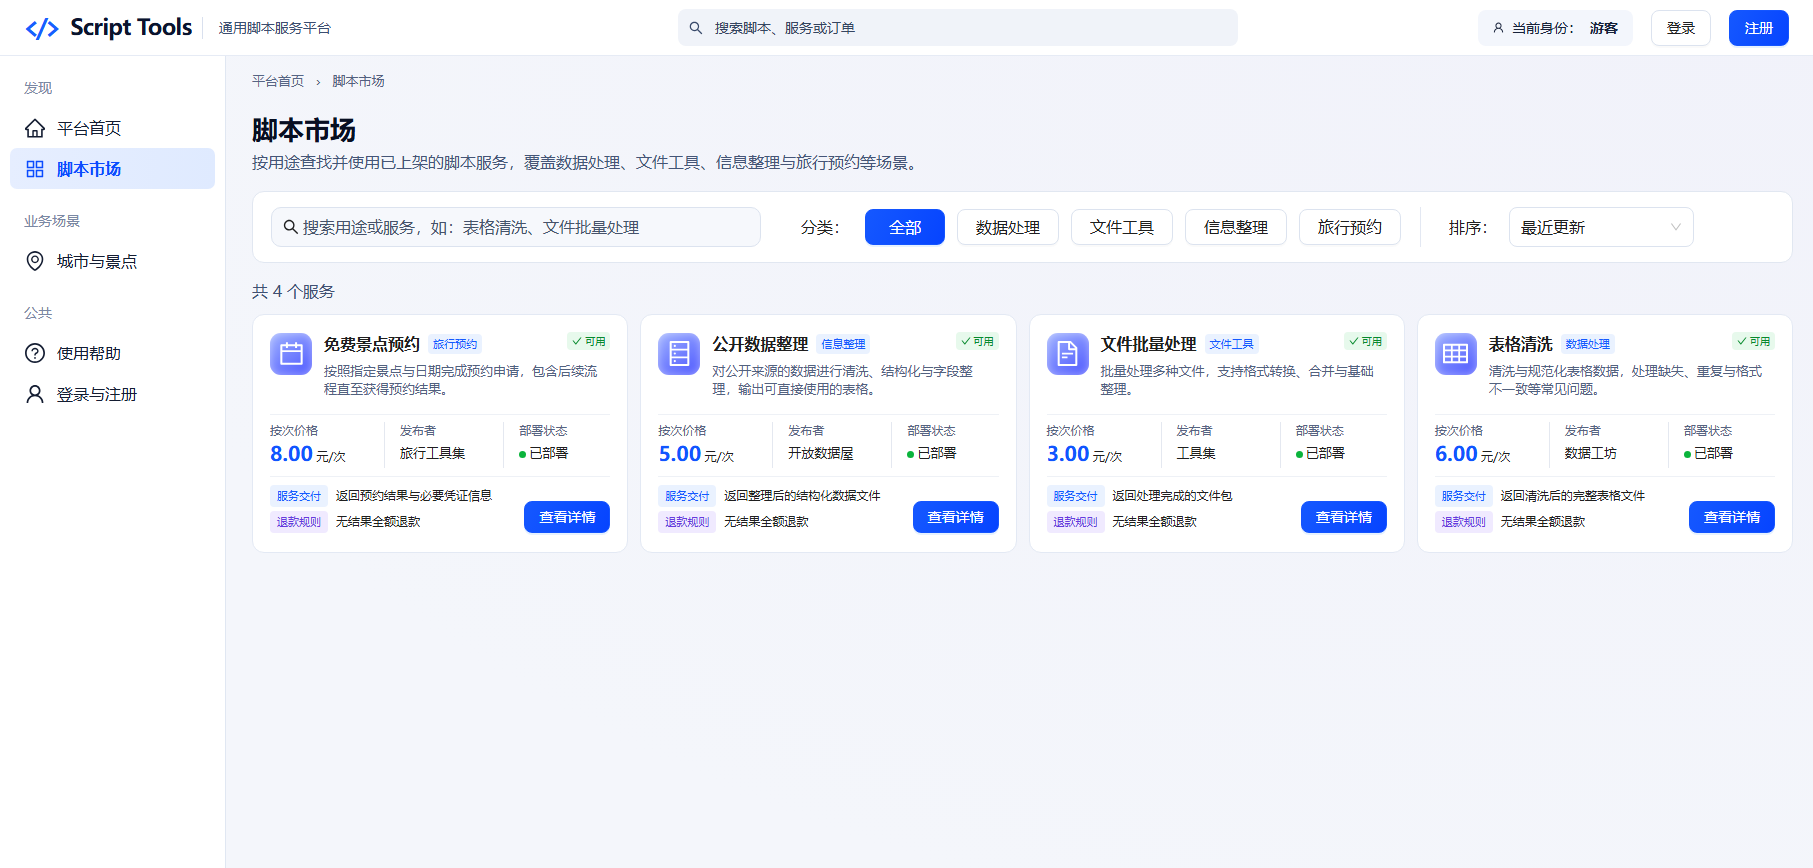 </> Script Tools
通用脚本服务平台
搜索脚本、服务或订单
当前身份： 游客
登录
注册
发现
平台首页
脚本市场
业务场景
城市与景点
公共
使用帮助
登录与注册
平台首页 › 脚本市场
脚本市场
按用途查找并使用已上架的脚本服务，覆盖数据处理、文件工具、信息整理与旅行预约等场景。
搜索用途或服务，如：表格清洗、文件批量处理
分类： 全部 数据处理 文件工具 信息整理 旅行预约
排序： 最近更新
共 4 个服务
免费景点预约 旅行预约 可用
按照指定景点与日期完成预约申请，包含后续流
程直至获得预约结果。
按次价格 发布者 部署状态
8.00 元/次 旅行工具集 已部署
服务交付 返回预约结果与必要凭证信息
退款规则 无结果全额退款
查看详情
公开数据整理 信息整理 可用
对公开来源的数据进行清洗、结构化与字段整
理，输出可直接使用的表格。
按次价格 发布者 部署状态
5.00 元/次 开放数据屋 已部署
服务交付 返回整理后的结构化数据文件
退款规则 无结果全额退款
查看详情
文件批量处理 文件工具 可用
批量处理多种文件，支持格式转换、合并与基础
整理。
按次价格 发布者 部署状态
3.00 元/次 工具集 已部署
服务交付 返回处理完成的文件包
退款规则 无结果全额退款
查看详情
表格清洗 数据处理 可用
清洗与规范化表格数据，处理缺失、重复与格式
不一致等常见问题。
按次价格 发布者 部署状态
6.00 元/次 数据工坊 已部署
服务交付 返回清洗后的完整表格文件
退款规则 无结果全额退款
查看详情